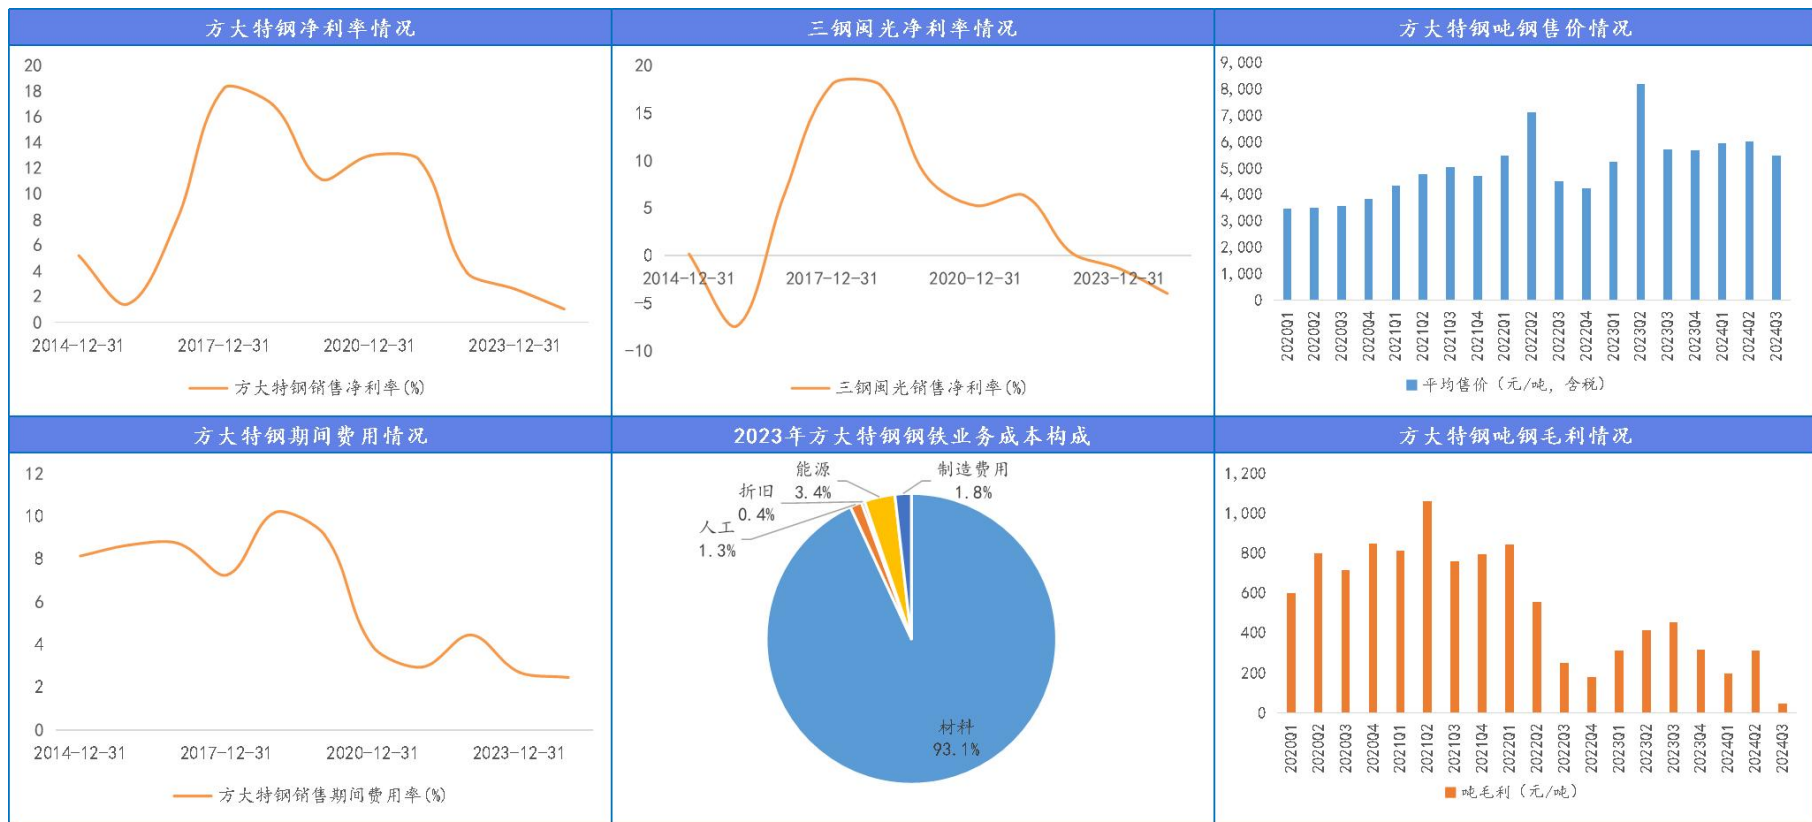 方大特钢净利率情况
三钢闽光净利率情况
方大特钢吨钢售价情况
20
18
16
14
12
10
8
6
4
2
0
2014-12-31
2017-12-31
2020-12-31
2023-12-31
方大特钢销售净利率(%)
20
15
10
5
0
-5
-10
2014-12-31
2017-12-31
2020-12-31
2023-12-31
三钢闽光销售净利率(%)
9,000
8,000
7,000
6,000
5,000
4,000
3,000
2,000
1,000
0
2020Q1
2020Q2
2020Q3
2020Q4
2021Q1
2021Q2
2021Q3
2021Q4
2022Q1
2022Q2
2022Q3
2022Q4
2023Q1
2023Q2
2023Q3
2023Q4
2024Q1
2024Q2
2024Q3
平均售价（元/吨，含税）
方大特钢期间费用情况
2023年方大特钢钢铁业务成本构成
方大特钢吨钢毛利情况
12
10
8
6
4
2
0
2014-12-31
2017-12-31
2020-12-31
2023-12-31
方大特钢销售期间费用率(%)
能源
3.4%
制造费用
1.8%
折旧
0.4%
人工
1.3%
材料
93.1%
1,200
1,000
800
600
400
200
0
2020Q1
2020Q2
2020Q3
2020Q4
2021Q1
2021Q2
2021Q3
2021Q4
2022Q1
2022Q2
2022Q3
2022Q4
2023Q1
2023Q2
2023Q3
2023Q4
2024Q1
2024Q2
2024Q3
吨毛利（元/吨）